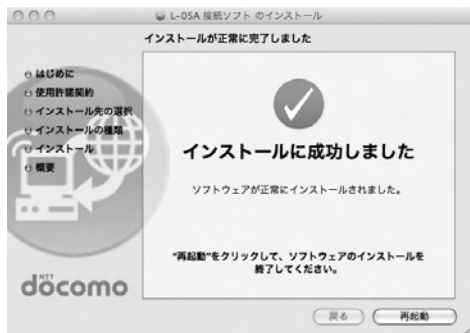 L-05A 接続ソフト のインストール
インストールが正常に完了しました
はじめに
使用許諾契約
インストール先の選択
インストールの種類
インストール
概要
インストールに成功しました
ソフトウェアが正常にインストールされました。
"再起動"をクリックして、ソフトウェアのインストールを
終了してください。
NTT
döcomo
戻る
再起動